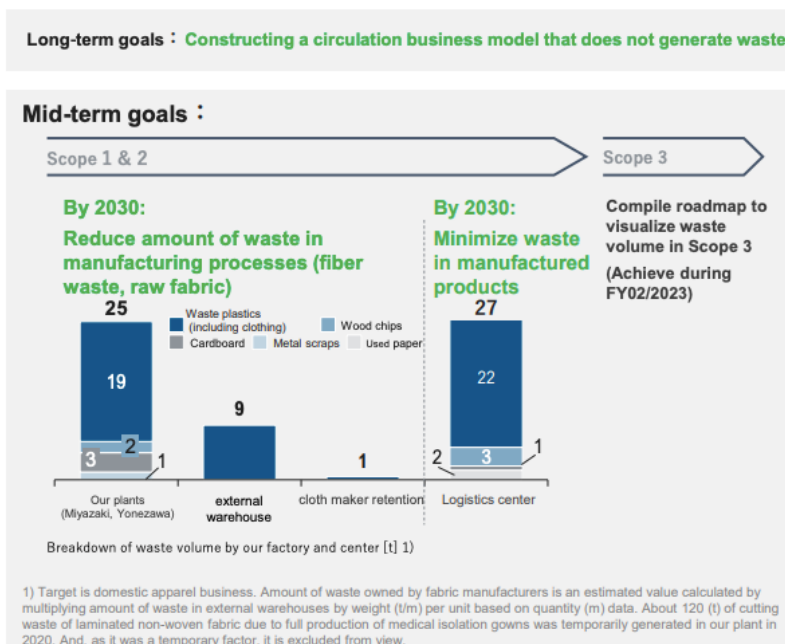 Long-term goals： Constructing a circulation business model that does not generate waste
Mid-term goals：
Scope 1 & 2
Scope 3
By 2030:
Reduce amount of waste in
manufacturing processes (fiber
waste, raw fabric)
By 2030:
Minimize waste
in manufactured
products
Compile roadmap to
visualize waste
volume in Scope 3
(Achieve during
FY02/2023)
25
Waste plastics
(including clothing)
Wood chips
Cardboard
Metal scraps
Used paper
27
19
2
3
1
9
1
22
2
3
1
Our plants
(Miyazaki, Yonezawa)
external
warehouse
cloth maker retention
Logistics center
Breakdown of waste volume by our factory and center [t] 1)
1) Target is domestic apparel business. Amount of waste owned by fabric manufacturers is an estimated value calculated by
multiplying amount of waste in external warehouses by weight (t/m) per unit based on quantity (m) data. About 120 (t) of cutting
waste of laminated non-woven fabric due to full production of medical isolation gowns was temporarily generated in our plant in
2020. And, as it was a temporary factor, it is excluded from view.